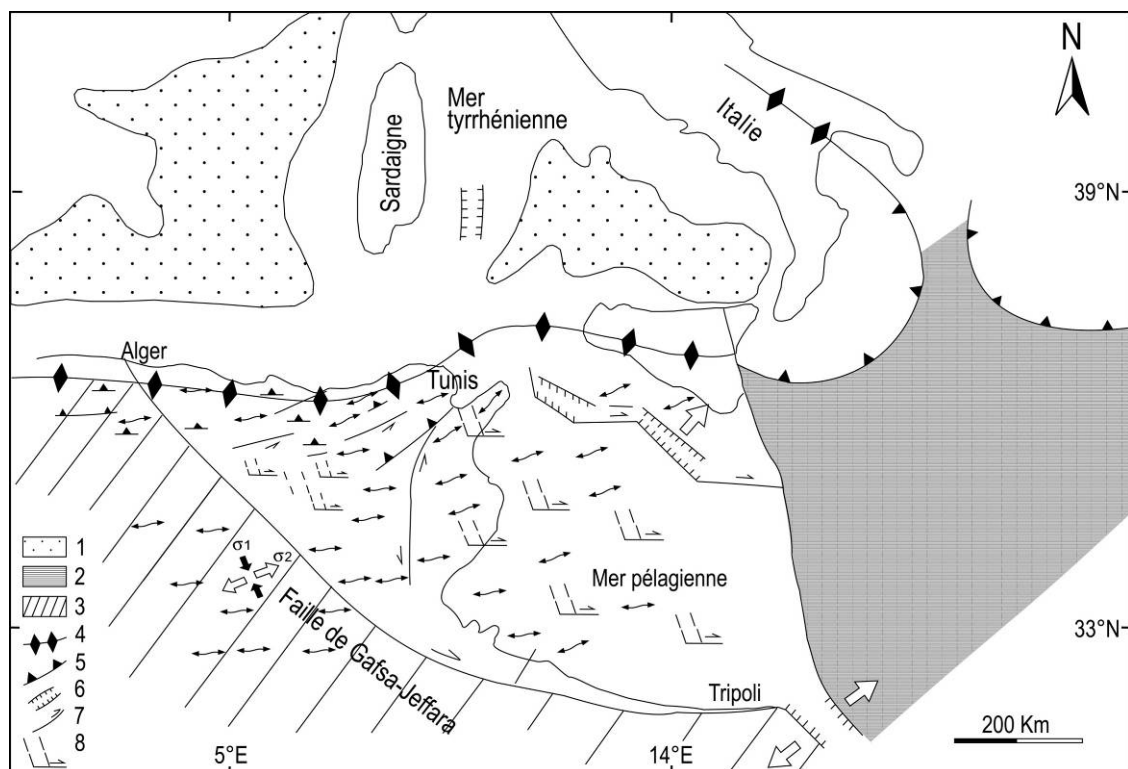 N
Mer
tyrrhénienne
Italie
Sardaigne
39°N
Alger
Tunis
σ1
σ2
Mer pélagienne
Faille de Gafsa-Jeffara
33°N
Tripoli
1
2
3
4
5
6
7
8
5°E
14°E
200 Km